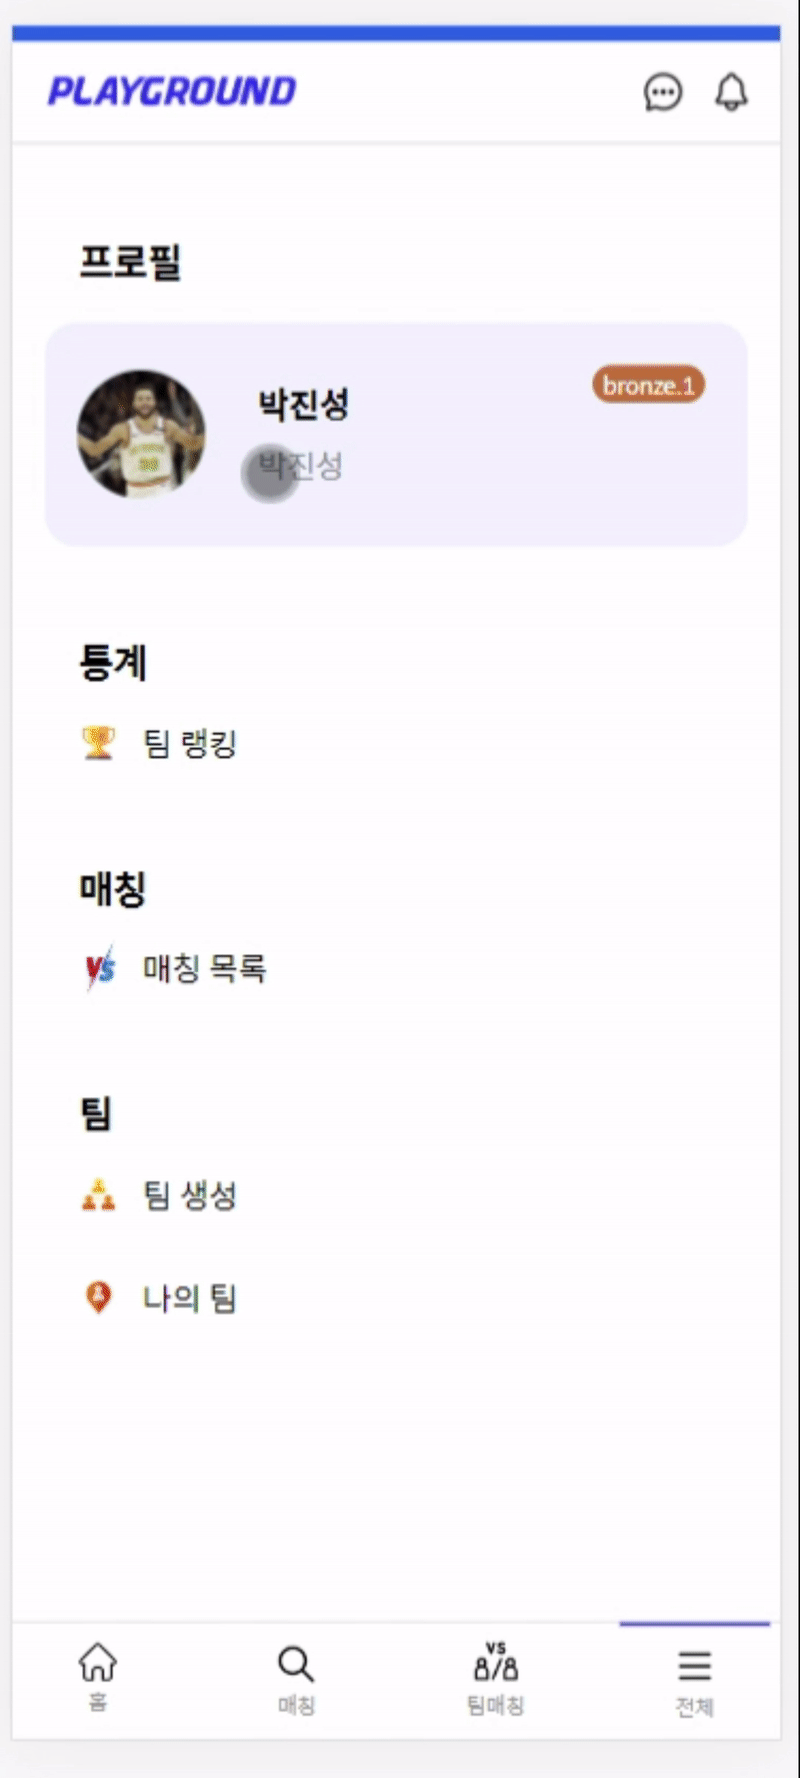 PLAYGROUND
프로필
박진성
bronze.1
박진성
통계
팀 랭킹
매칭
VS 매칭 목록
팀
팀 생성
나의 팀
VS
홈
매칭
팀매칭
전체